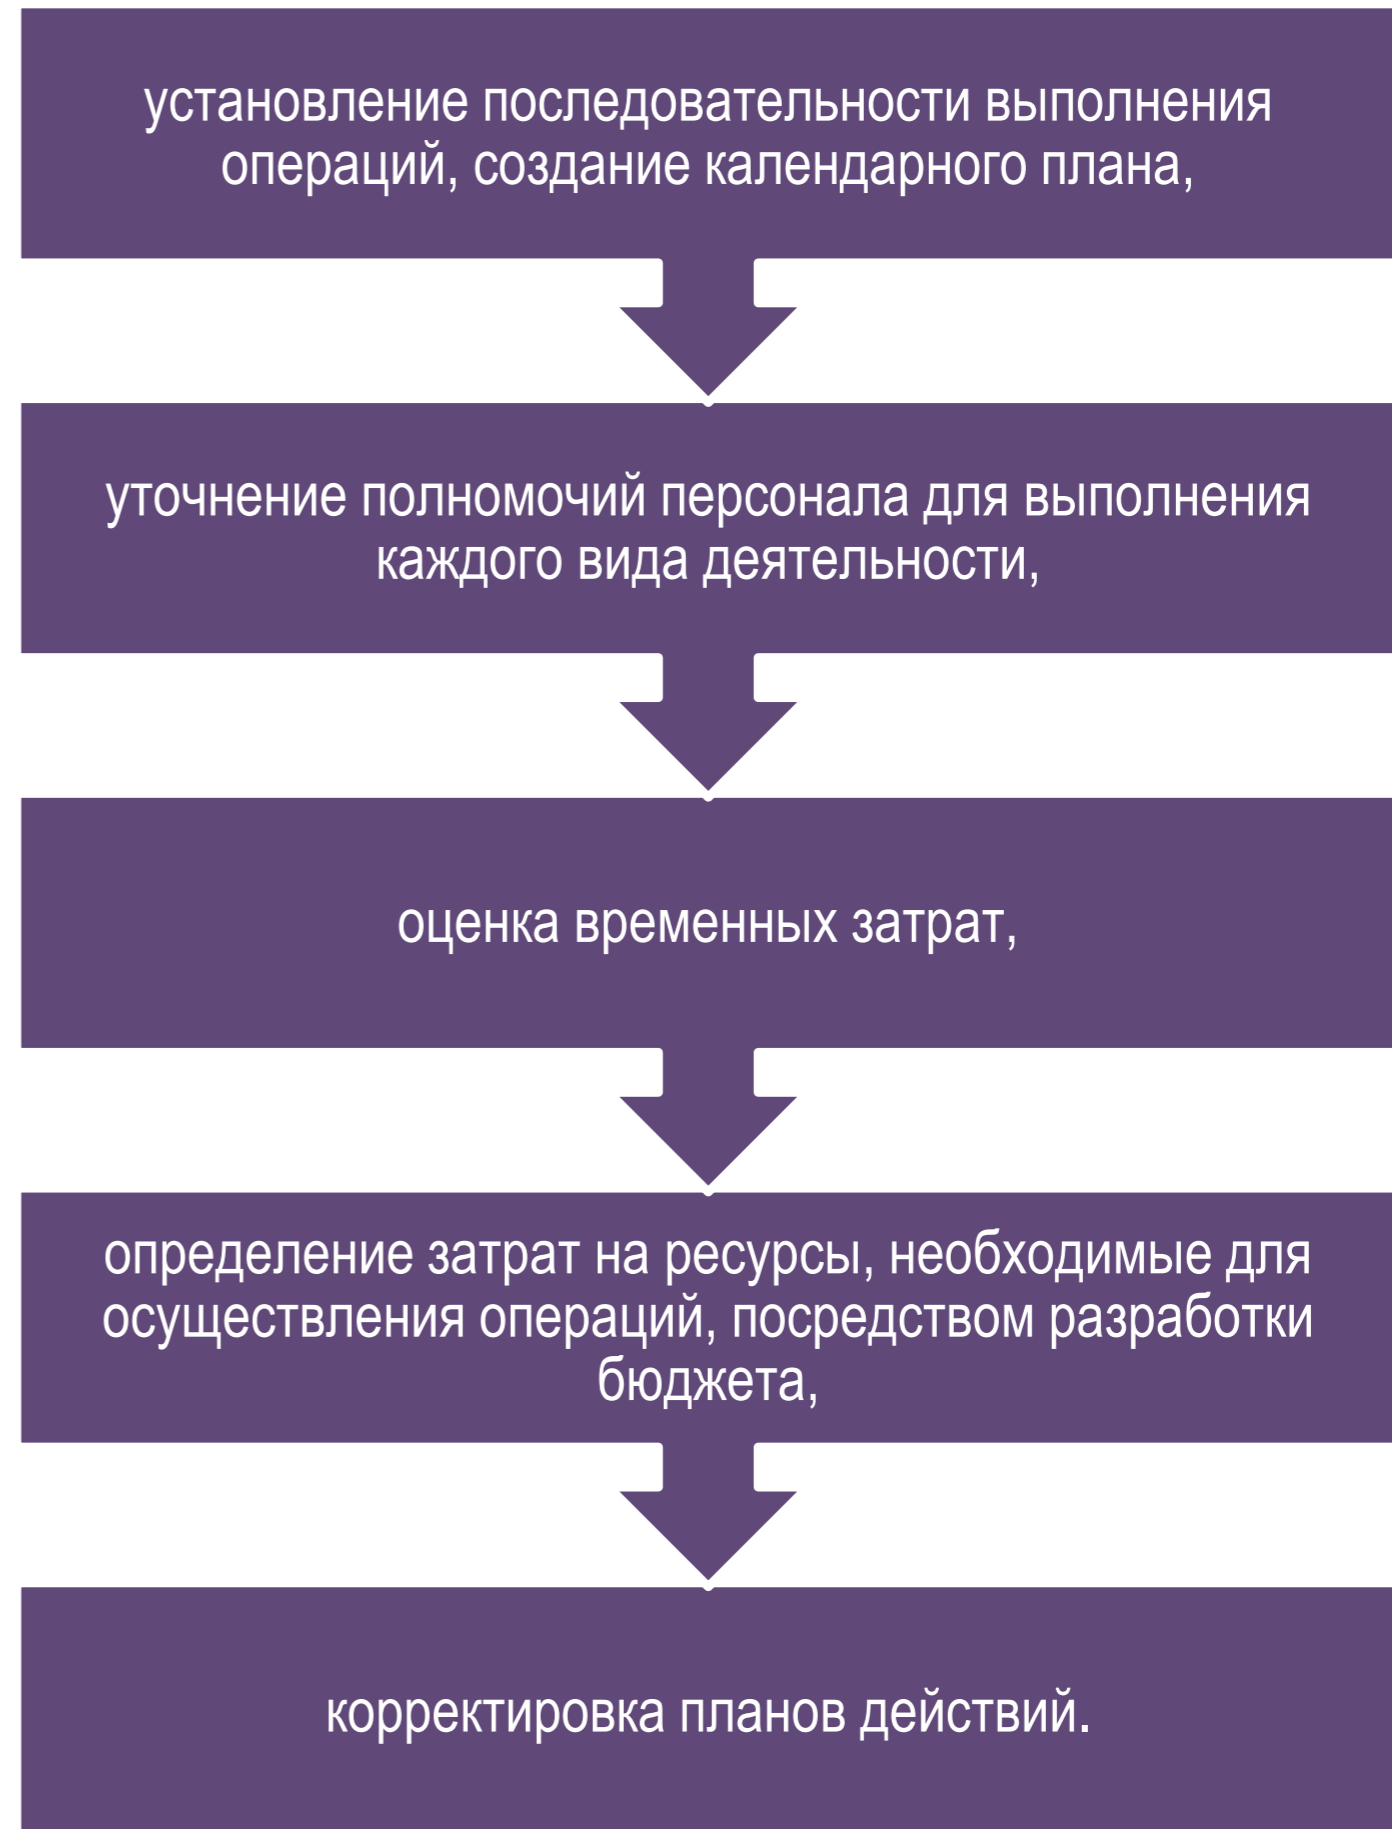 установление последовательности выполнения
операций, создание календарного плана,
уточнение полномочий персонала для выполнения
каждого вида деятельности,
оценка временных затрат,
определение затрат на ресурсы, необходимые для
осуществления операций, посредством разработки
бюджета,
корректировка планов действий.